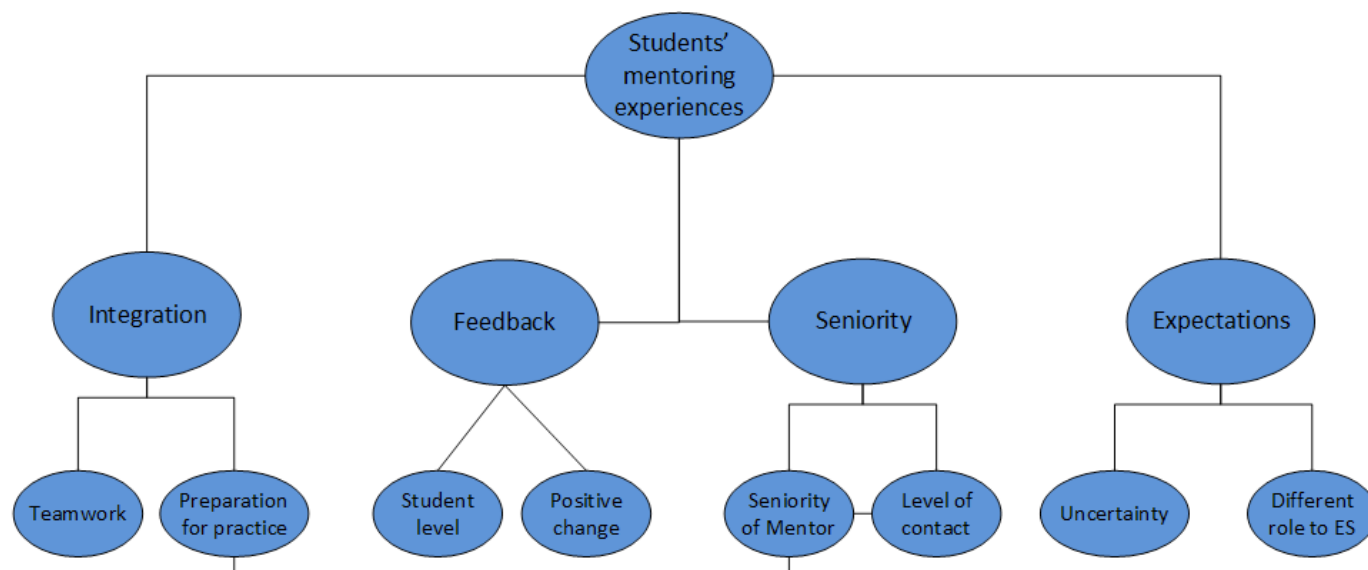 Students’
mentoring
experiences
Integration
Feedback
Seniority
Expectations
Teamwork
Preparation
for practice
Student
level
Positive
change
Seniority
of Mentor
Level of
contact
Uncertainty
Different
role to ES